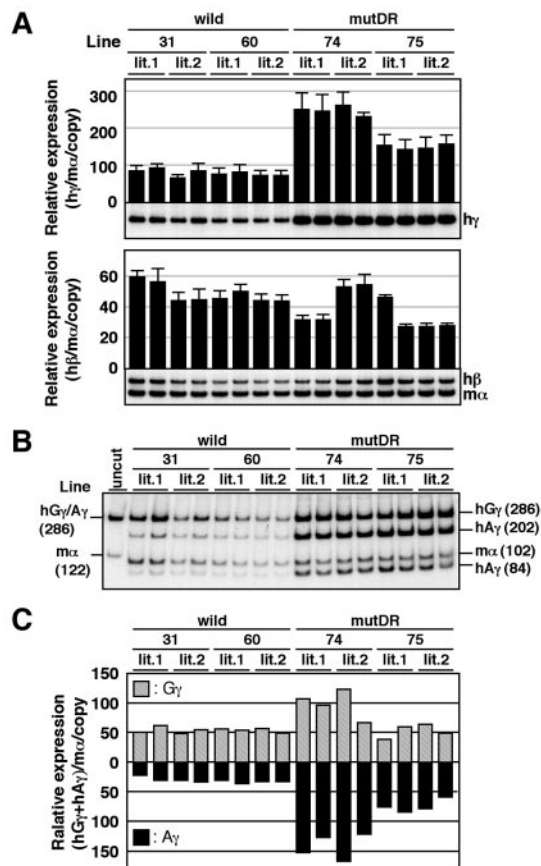 A
wild mutDR
Line 31 60 74 75
lit.1 lit.2 lit.1 lit.2 lit.1 lit.2 lit.1 lit.2
Relative expression
(hγ/mα/copy)
300
200
100
0
hγ
Relative expression
(hβ/mα/copy)
60
40
20
0
hβ
mα
B
wild mutDR
Line uncut 31 60 74 75
lit.1 lit.2 lit.1 lit.2 lit.1 lit.2 lit.1 lit.2
hGγ/Aγ
(286)
mα
(122)
hGγ (286)
hAγ (202)
mα (102)
hAγ (84)
C
wild mutDR
31 60 74 75
lit.1 lit.2 lit.1 lit.2 lit.1 lit.2 lit.1 lit.2
Ralative expression
(hGγ+hAγ)/mα/copy)
150
100
50
0
50
100
150
: Gγ
: Aγ